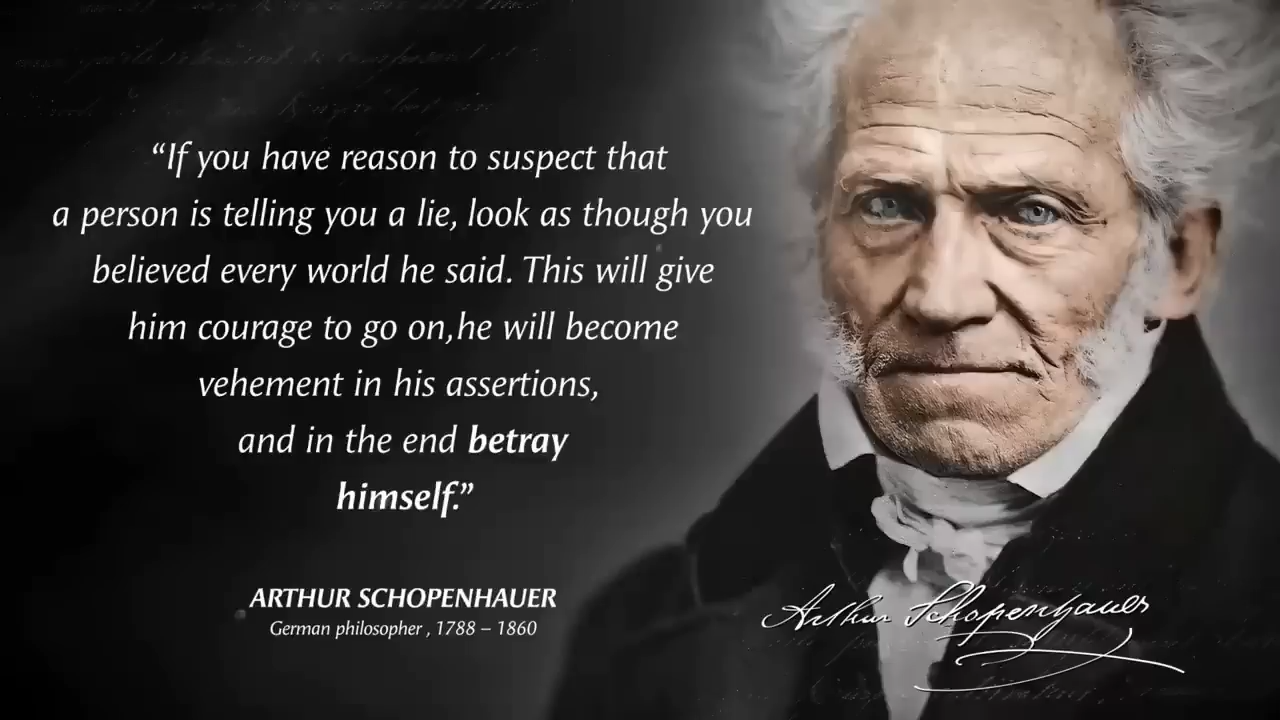 “If you have reason to suspect that
a person is telling you a lie, look as though you
believed every world he said. This will give
him courage to go on,he will become
vehement in his assertions,
and in the end betray
himself.”
ARTHUR SCHOPENHAUER
German philosopher , 1788 – 1860
Arthur Schopenhauer